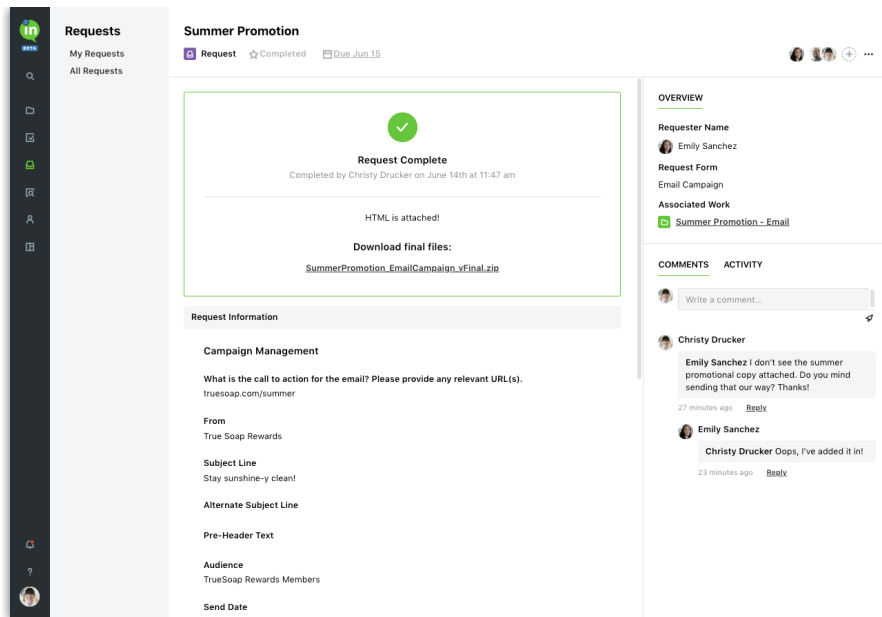 in
BETA
Requests
My Requests
All Requests
Summer Promotion
Request Completed Due Jun 15
Request Complete
Completed by Christy Drucker on June 14th at 11:47 am
HTML is attached!
Download final files:
SummerPromotion_EmailCampaign_vFinal.zip
Request Information
Campaign Management
What is the call to action for the email? Please provide any relevant URL(s).
truesoap.com/summer
From
True Soap Rewards
Subject Line
Stay sunshine-y clean!
Alternate Subject Line
Pre-Header Text
Audience
TrueSoap Rewards Members
Send Date
OVERVIEW
Requester Name
Emily Sanchez
Request Form
Email Campaign
Associated Work
Summer Promotion - Email
COMMENTS ACTIVITY
Write a comment...
Christy Drucker
Emily Sanchez I don't see the summer
promotional copy attached. Do you mind
sending that our way? Thanks!
27 minutes ago Reply
Emily Sanchez
Christy Drucker Oops, I've added it in!
23 minutes ago Reply
?